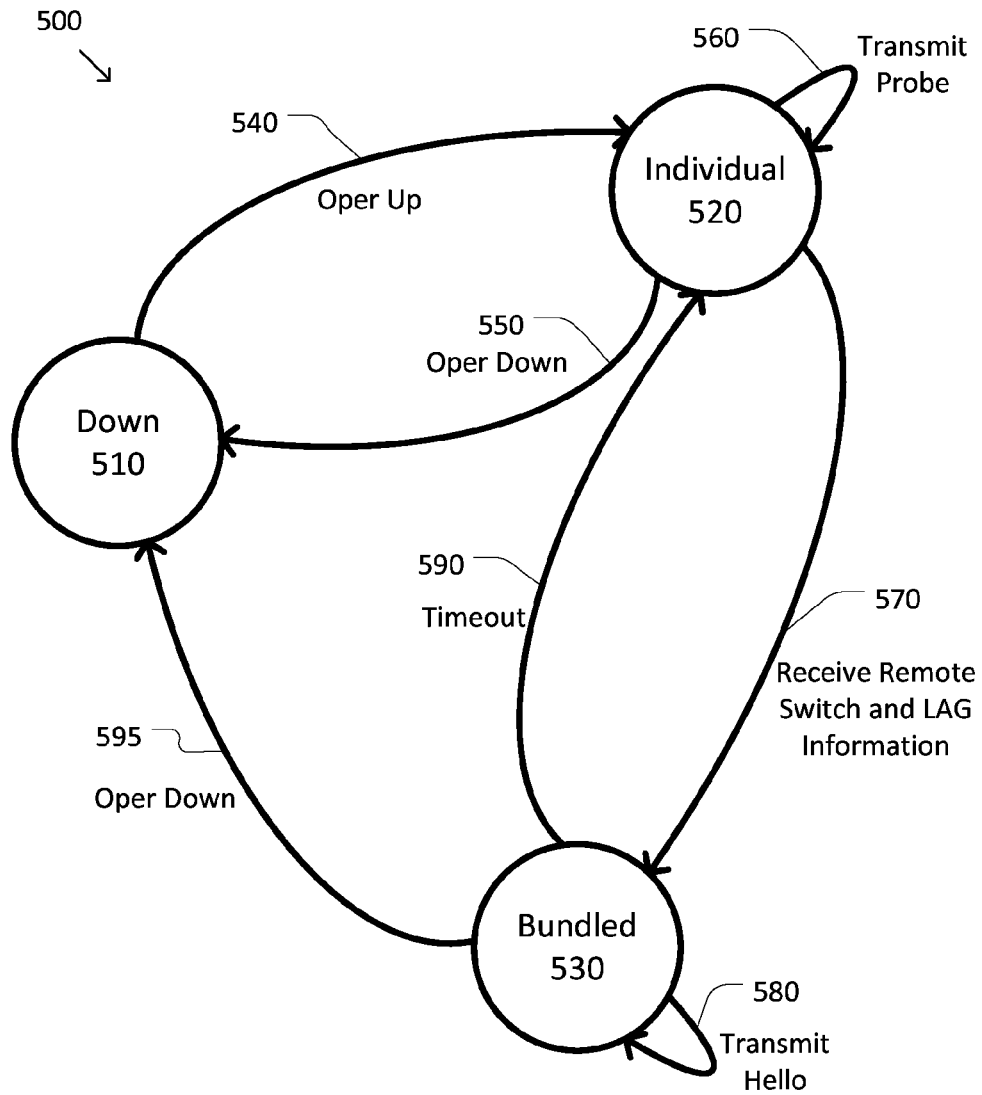 500
560
Transmit
Probe
540
Oper Up
Individual
520
550
Oper Down
Down
510
590
Timeout
570
Receive Remote
Switch and LAG
Information
595
Oper Down
Bundled
530
580
Transmit
Hello